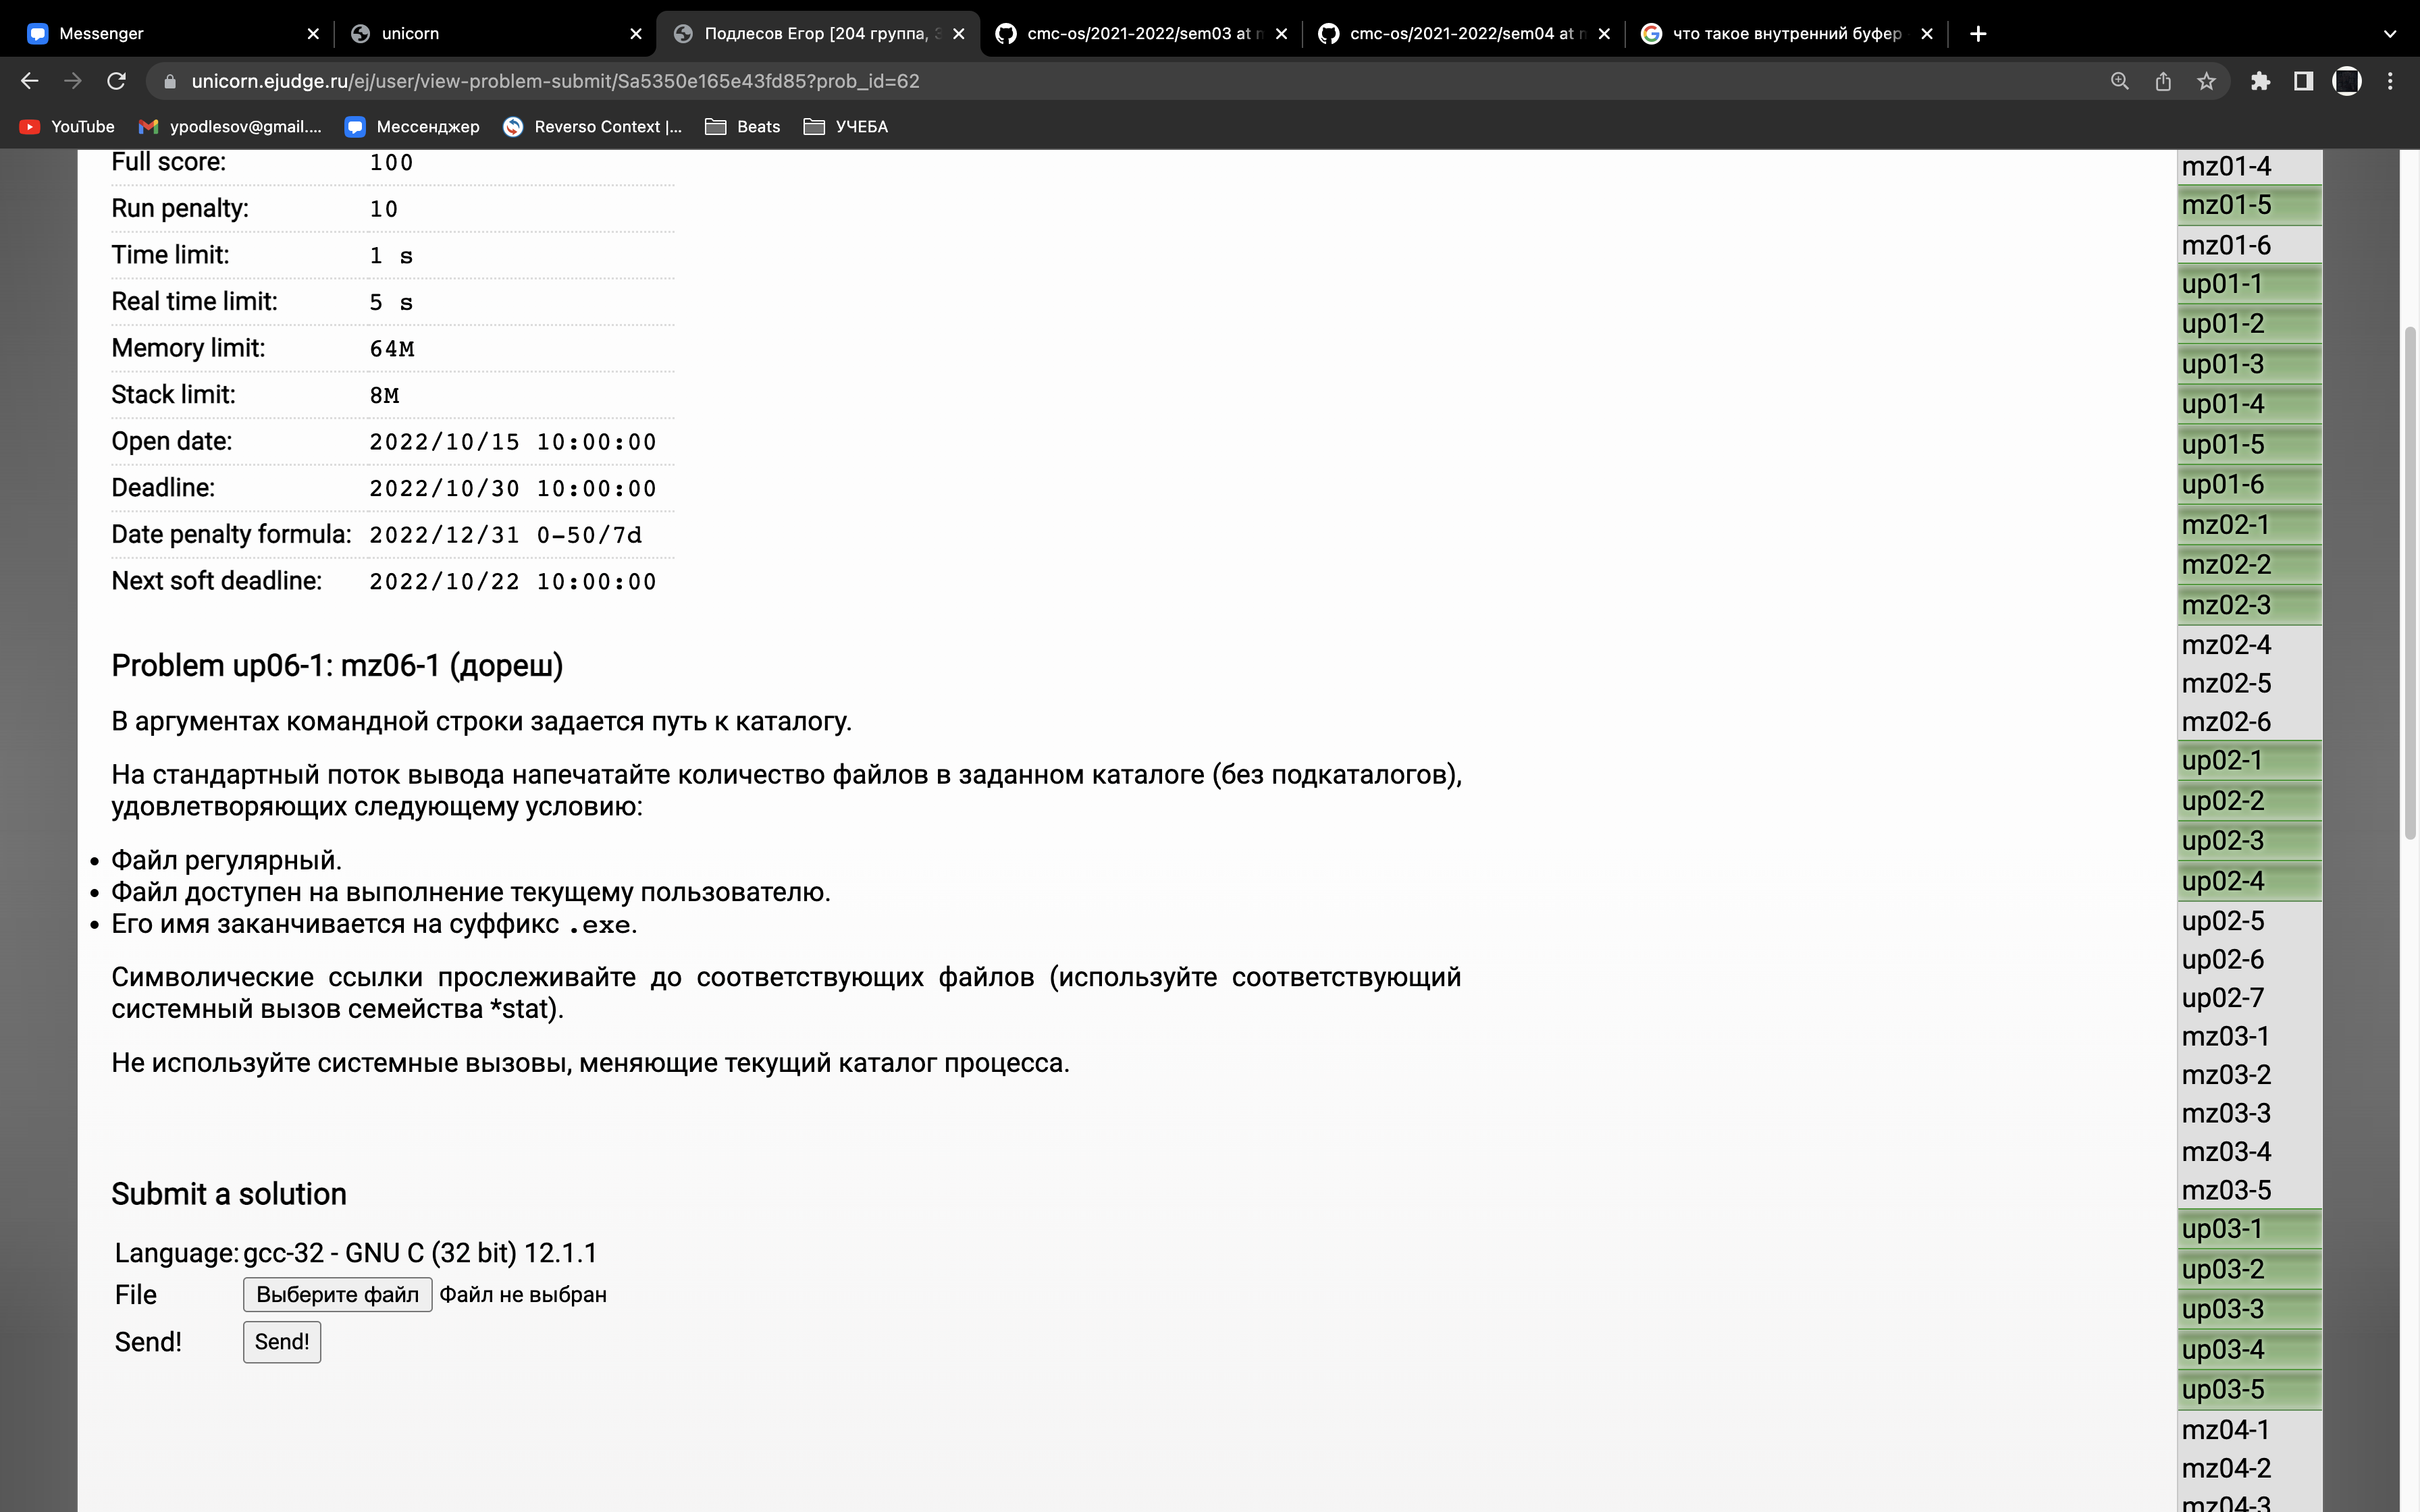 Messenger
unicorn
Подлесов Егор [204 группа, 3
cmc-os/2021-2022/sem03 at m
cmc-os/2021-2022/sem04 at m
что такое внутренний буфер
unicorn.ejudge.ru/ej/user/view-problem-submit/Sa5350e165e43fd85?prob_id=62
YouTube
ypodlesov@gmail....
Мессенджер
Reverso Context |...
Beats
УЧЕБА
Full score: 100
Run penalty: 10
Time limit: 1 s
Real time limit: 5 s
Memory limit: 64M
Stack limit: 8M
Open date: 2022/10/15 10:00:00
Deadline: 2022/10/30 10:00:00
Date penalty formula: 2022/12/31 0-50/7d
Next soft deadline: 2022/10/22 10:00:00
Problem up06-1: mz06-1 (дореш)
В аргументах командной строки задается путь к каталогу.
На стандартный поток вывода напечатайте количество файлов в заданном каталоге (без подкаталогов),
удовлетворяющих следующему условию:
• Файл регулярный.
• Файл доступен на выполнение текущему пользователю.
• Его имя заканчивается на суффикс .exe.
Символические ссылки прослеживайте до соответствующих файлов (используйте соответствующий
системный вызов семейства *stat).
Не используйте системные вызовы, меняющие текущий каталог процесса.
Submit a solution
Language: gcc-32 - GNU C (32 bit) 12.1.1
File Выберите файл Файл не выбран
Send! Send!
mz01-4
mz01-5
mz01-6
up01-1
up01-2
up01-3
up01-4
up01-5
up01-6
mz02-1
mz02-2
mz02-3
mz02-4
mz02-5
mz02-6
up02-1
up02-2
up02-3
up02-4
up02-5
up02-6
up02-7
mz03-1
mz03-2
mz03-3
mz03-4
mz03-5
up03-1
up03-2
up03-3
up03-4
up03-5
mz04-1
mz04-2
mz04-3